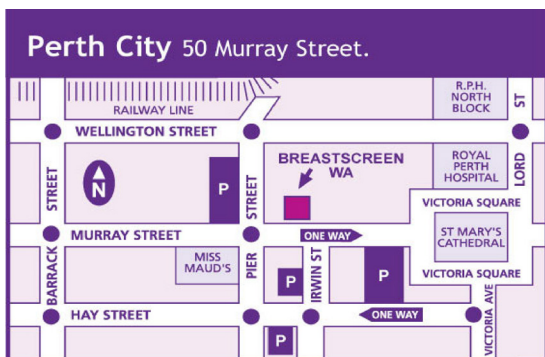 Perth City 50 Murray Street.
RAILWAY LINE
R.P.H.
NORTH
BLOCK
LORD ST
WELLINGTON STREET
BARRACK STREET
N
P
PIER STREET
BREASTSCREEN
WA
ROYAL
PERTH
HOSPITAL
VICTORIA SQUARE
MURRAY STREET
ONE WAY
ST MARY'S
CATHEDRAL
MISS
MAUD'S
P
IRWIN ST
P
VICTORIA SQUARE
HAY STREET
ONE WAY
VICTORIA AVE
P